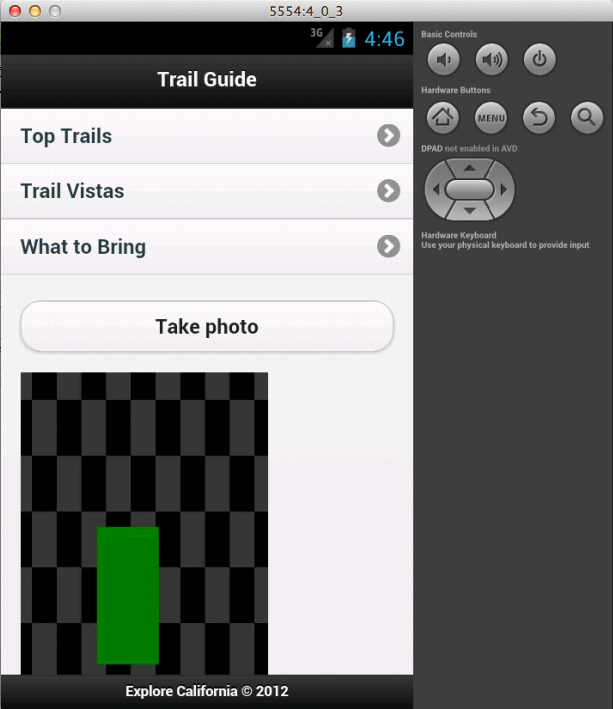 5554:4_0_3
3G
4:46
Trail Guide
Top Trails
Trail Vistas
What to Bring
Take photo
Explore California © 2012
Basic Controls
Hardware Buttons
MENU
DPAD not enabled in AVD
Hardware Keyboard
Use your physical keyboard to provide input